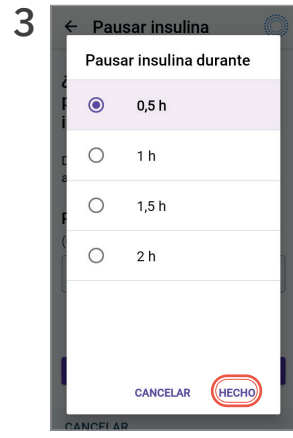 3
Pausar insulina
Pausar insulina durante
0,5 h
1 h
1,5 h
2 h
CANCELAR HECHO
CANCELAR